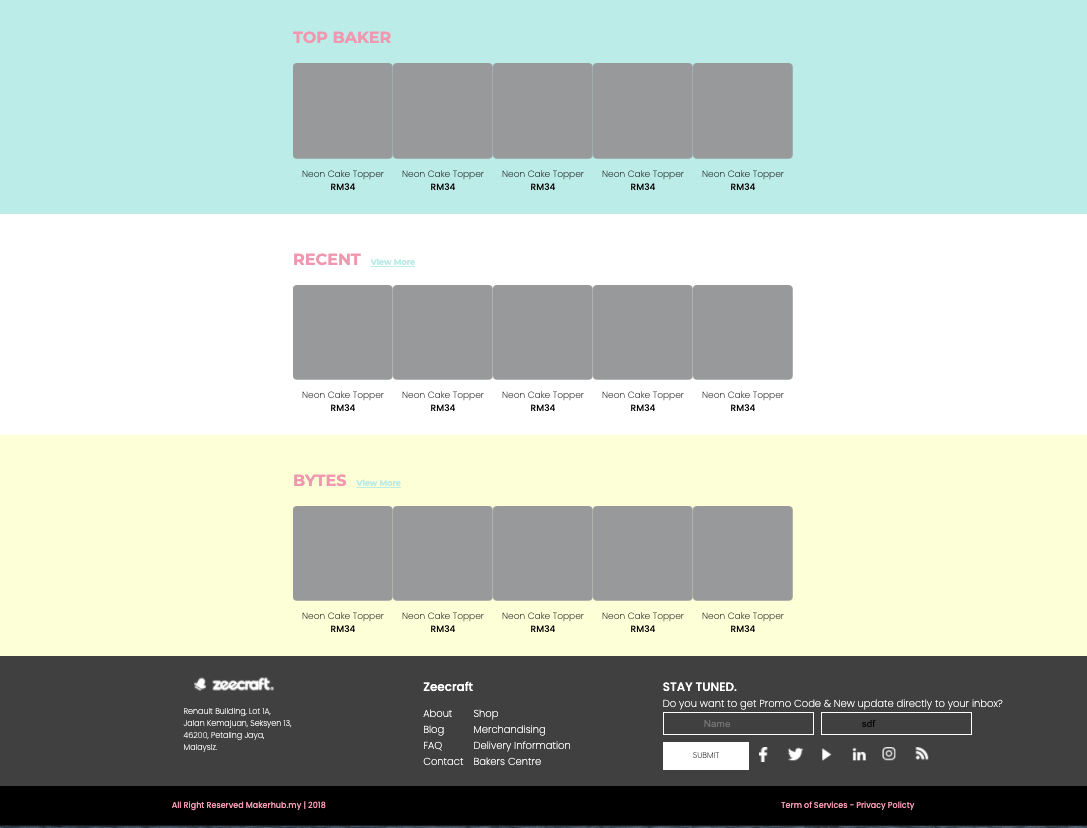 TOP BAKER
Neon Cake Topper Neon Cake Topper Neon Cake Topper Neon Cake Topper Neon Cake Topper
RM34 RM34 RM34 RM34 RM34
RECENT View More
Neon Cake Topper Neon Cake Topper Neon Cake Topper Neon Cake Topper Neon Cake Topper
RM34 RM34 RM34 RM34 RM34
BYTES View More
Neon Cake Topper Neon Cake Topper Neon Cake Topper Neon Cake Topper Neon Cake Topper
RM34 RM34 RM34 RM34 RM34
zeecraft.
Renault Building, Lot 1A,
Jalan Kemajuan, Seksyen 13,
46200, Petaling Jaya,
Malaysiz.
Zeecraft
About Shop
Blog Merchandising
FAQ Delivery Information
Contact Bakers Centre
STAY TUNED.
Do you want to get Promo Code & New update directly to your inbox?
Name sdf
SUBMIT
All Right Reserved Makerhub.my | 2018
Term of Services - Privacy Policty